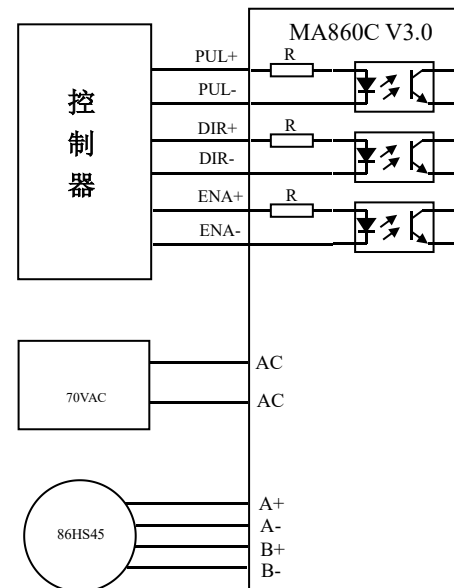 MA860C V3.0
控
制
器
PUL+
R
PUL-
DIR+
R
DIR-
ENA+
R
ENA-
70VAC
AC
AC
86HS45
A+
A-
B+
B-